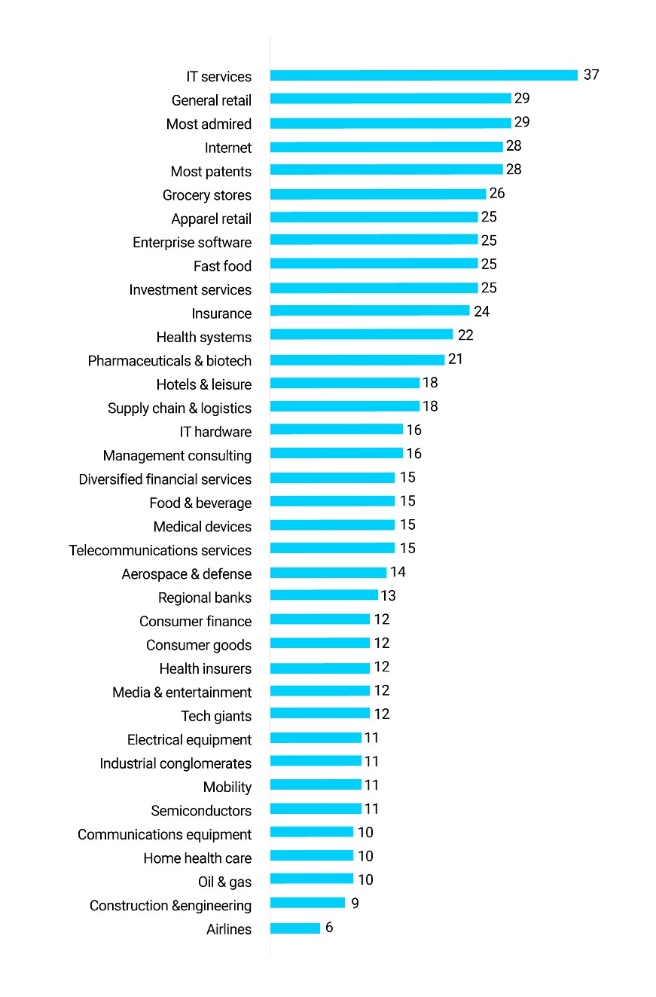 IT services 37
General retail 29
Most admired 29
Internet 28
Most patents 28
Grocery stores 26
Apparel retail 25
Enterprise software 25
Fast food 25
Investment services 25
Insurance 24
Health systems 22
Pharmaceuticals & biotech 21
Hotels & leisure 18
Supply chain & logistics 18
IT hardware 16
Management consulting 16
Diversified financial services 15
Food & beverage 15
Medical devices 15
Telecommunications services 15
Aerospace & defense 14
Regional banks 13
Consumer finance 12
Consumer goods 12
Health insurers 12
Media & entertainment 12
Tech giants 12
Electrical equipment 11
Industrial conglomerates 11
Mobility 11
Semiconductors 11
Communications equipment 10
Home health care 10
Oil & gas 10
Construction &engineering 9
Airlines 6